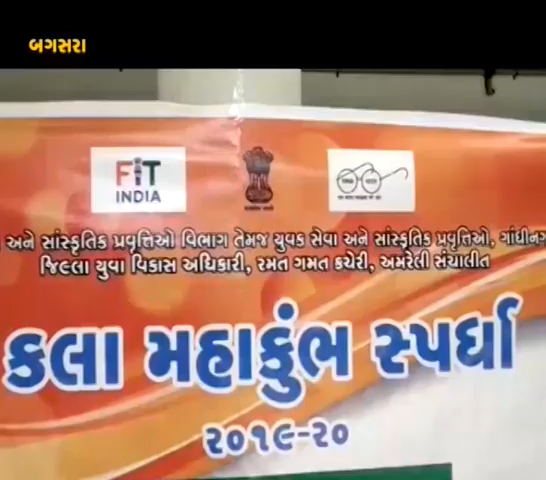 બગસરા
FIT
INDIA
અને સાંસ્કૃતિક પ્રવૃત્તિઓ વિભાગ તેમજ યુવક સેવા અને સાંસ્કૃતિક પ્રવૃત્તિઓ,
જિલ્લા યુવા વિકાસ અધિકારી, રમત ગમત કચેરી, અમરેલી સંચાલીત
કલા મહાકુંભ સ્પર્ધા
૨૦૧૯-૨૦